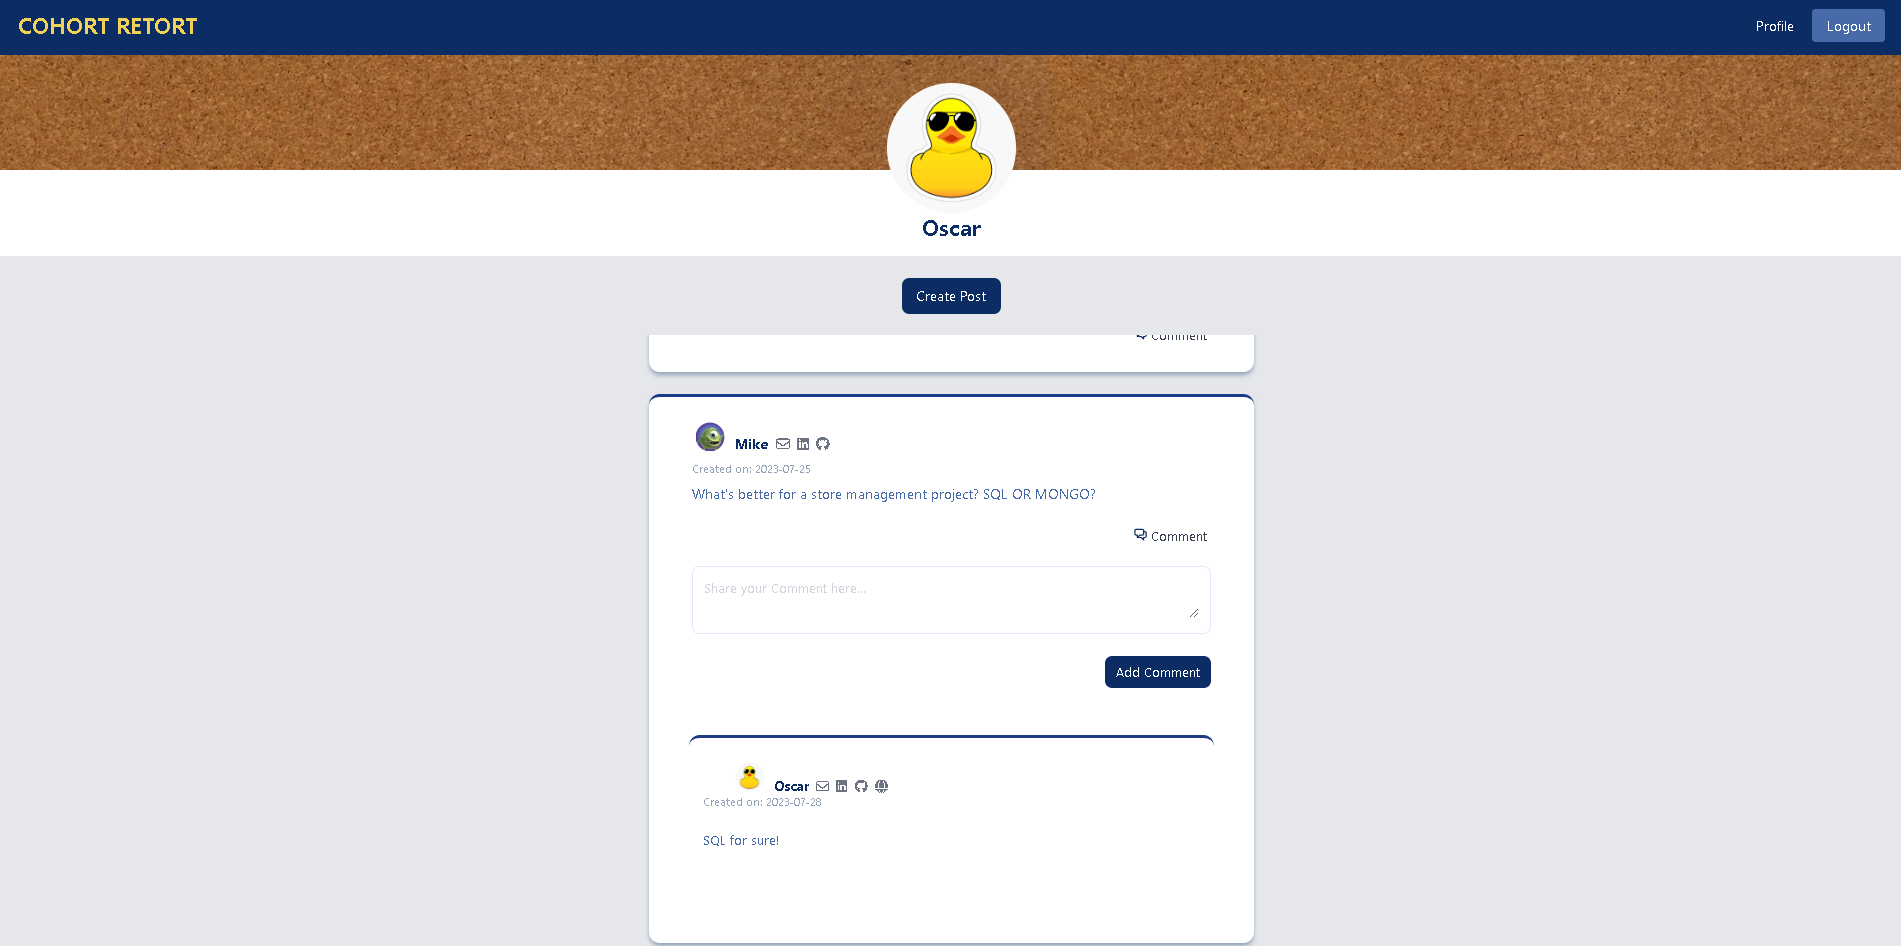 COHORT RETORT
Profile
Logout
Oscar
Create Post
Comment
Mike
Created on: 2023-07-25
What's better for a store management project? SQL OR MONGO?
Comment
Share your Comment here...
Add Comment
Oscar
Created on: 2023-07-28
SQL for sure!